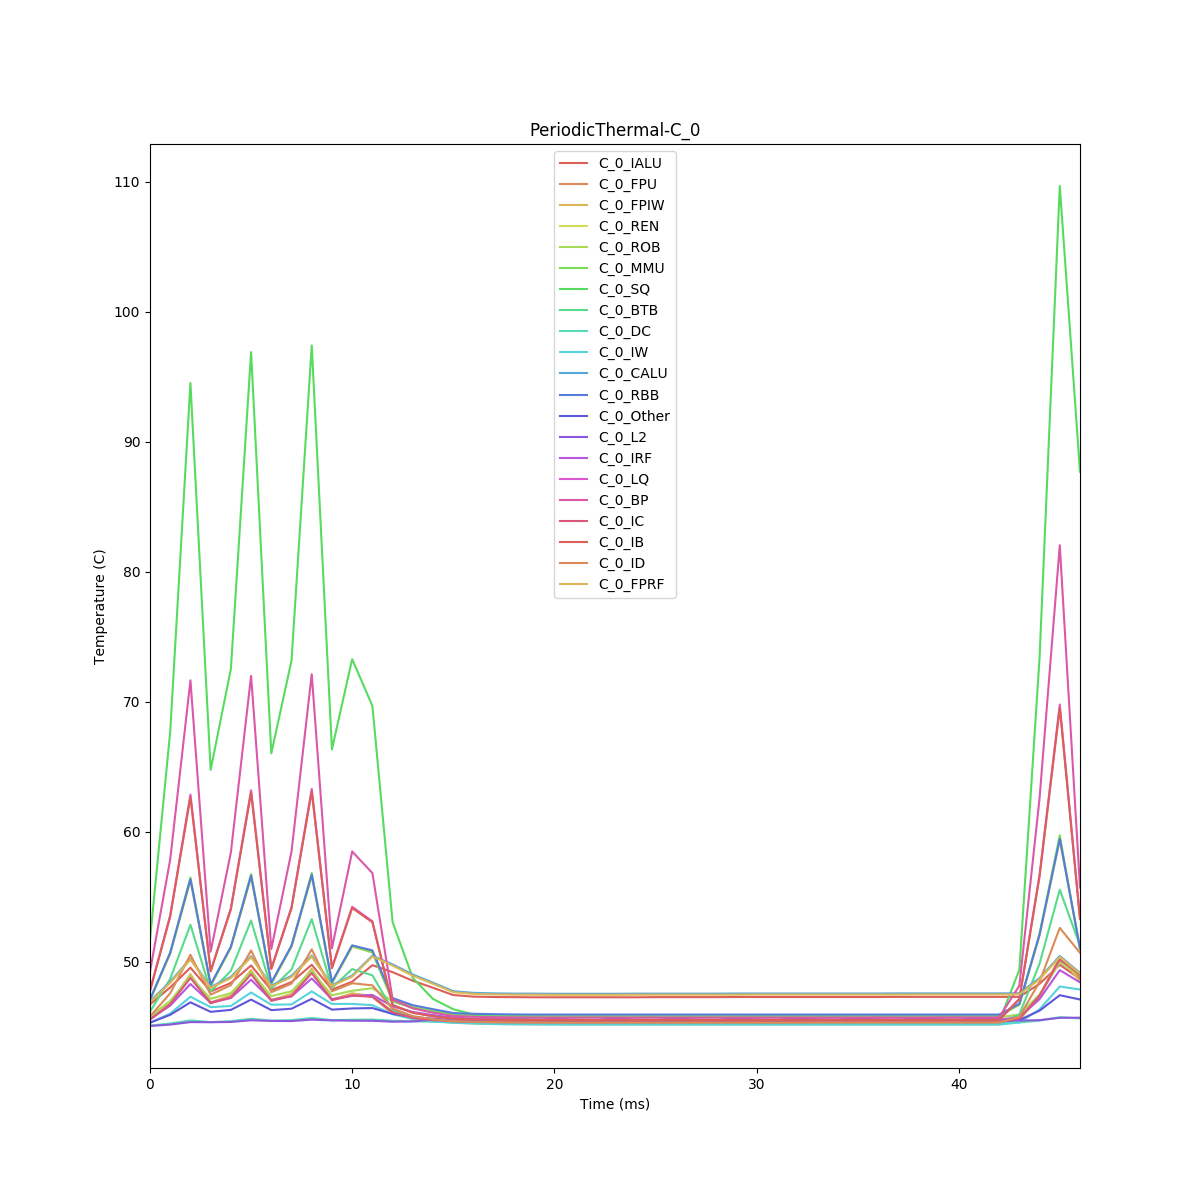 PeriodicThermal-C_0
C_0_IALU
C_0_FPU
C_0_FPIW
C_0_REN
C_0_ROB
C_0_MMU
C_0_SQ
C_0_BTB
C_0_DC
C_0_IW
C_0_CALU
C_0_RBB
C_0_Other
C_0_L2
C_0_IRF
C_0_LQ
C_0_BP
C_0_IC
C_0_IB
C_0_ID
C_0_FPRF
110
100
90
80
70
60
50
Temperature (C)
0 10 20 30 40
Time (ms)